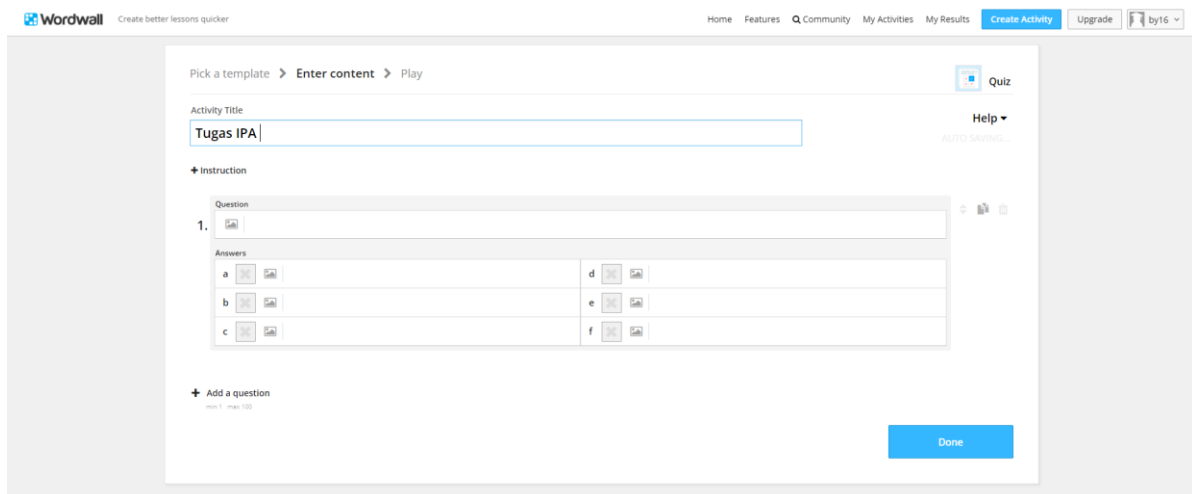 Wordwall Create better lessons quicker Home Features Community My Activities My Results Create Activity Upgrade by16
Pick a template > Enter content > Play Quiz
Activity Title
Help
Tugas IPA
AUTO SAVING...
+ Instruction
Question
1.
Answers
a d
b e
c f
+ Add a question
min 1 max 100
Done